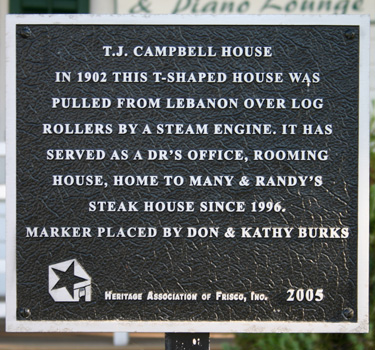 & Piano Lounge
T.J. CAMPBELL HOUSE
IN 1902 THIS T-SHAPED HOUSE WAS
PULLED FROM LEBANON OVER LOG
ROLLERS BY A STEAM ENGINE. IT HAS
SERVED AS A DR'S OFFICE, ROOMING
HOUSE, HOME TO MANY & RANDY'S
STEAK HOUSE SINCE 1996.
MARKER PLACED BY DON & KATHY BURKS
HERITAGE ASSOCIATION OF FRISCO, INC. 2005